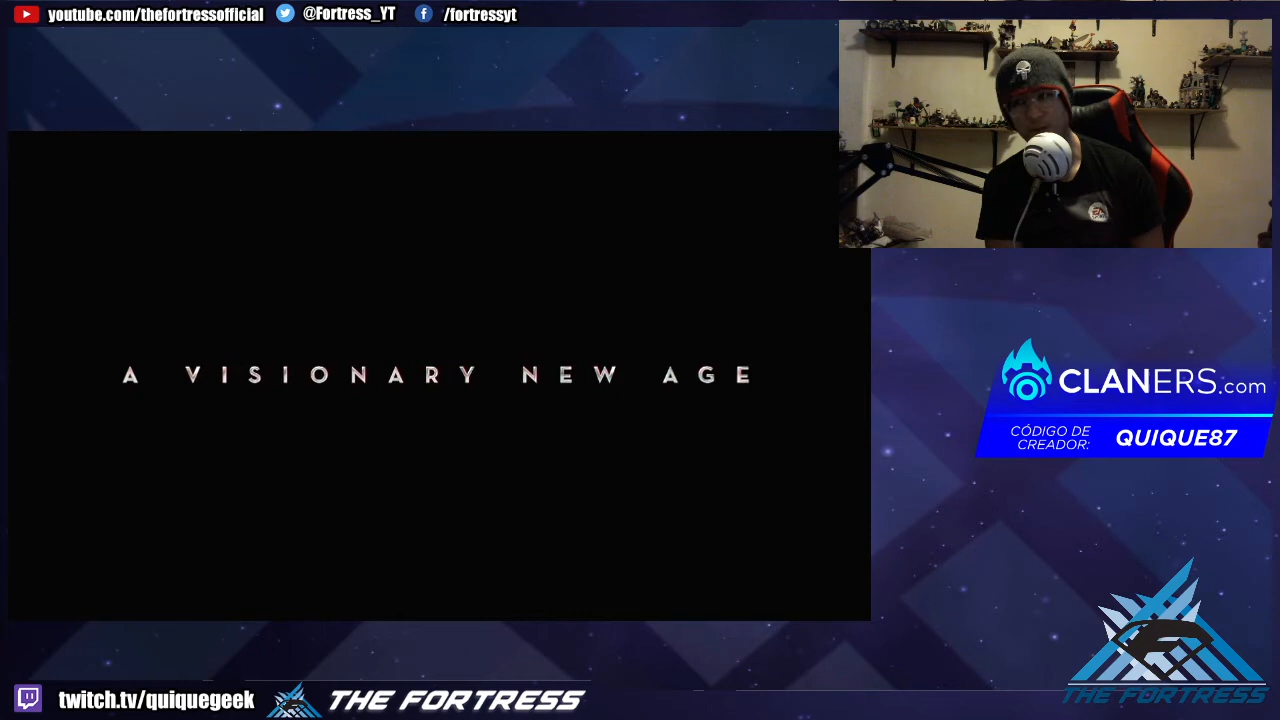 youtube.com/thefortressofficial
@Fortress_YT
/fortressyt
A VISIONARY NEW AGE
CLANERS.com
CÓDIGO DE
CREADOR:
QUIQUE87
THE FORTRESS
twitch.tv/quiquegeek
THE FORTRESS